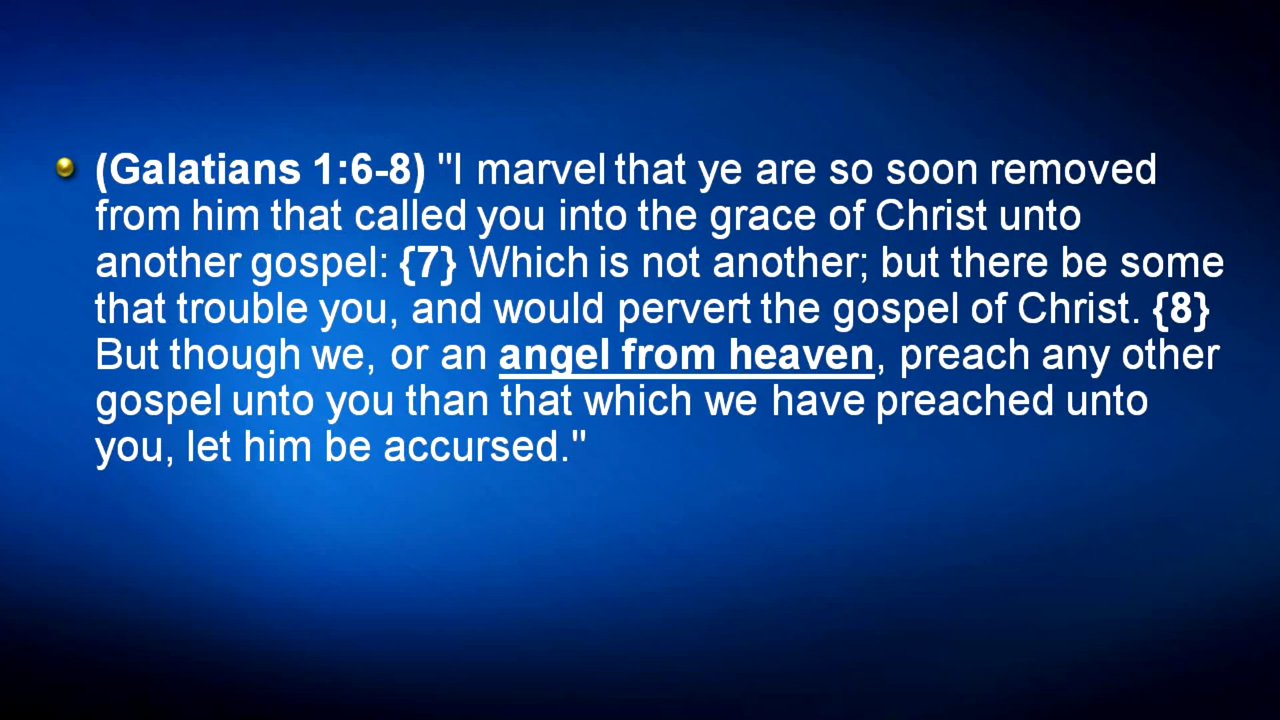 (Galatians 1:6-8) "I marvel that ye are so soon removed
from him that called you into the grace of Christ unto
another gospel: {7} Which is not another; but there be some
that trouble you, and would pervert the gospel of Christ. {8}
But though we, or an angel from heaven, preach any other
gospel unto you than that which we have preached unto
you, let him be accursed."